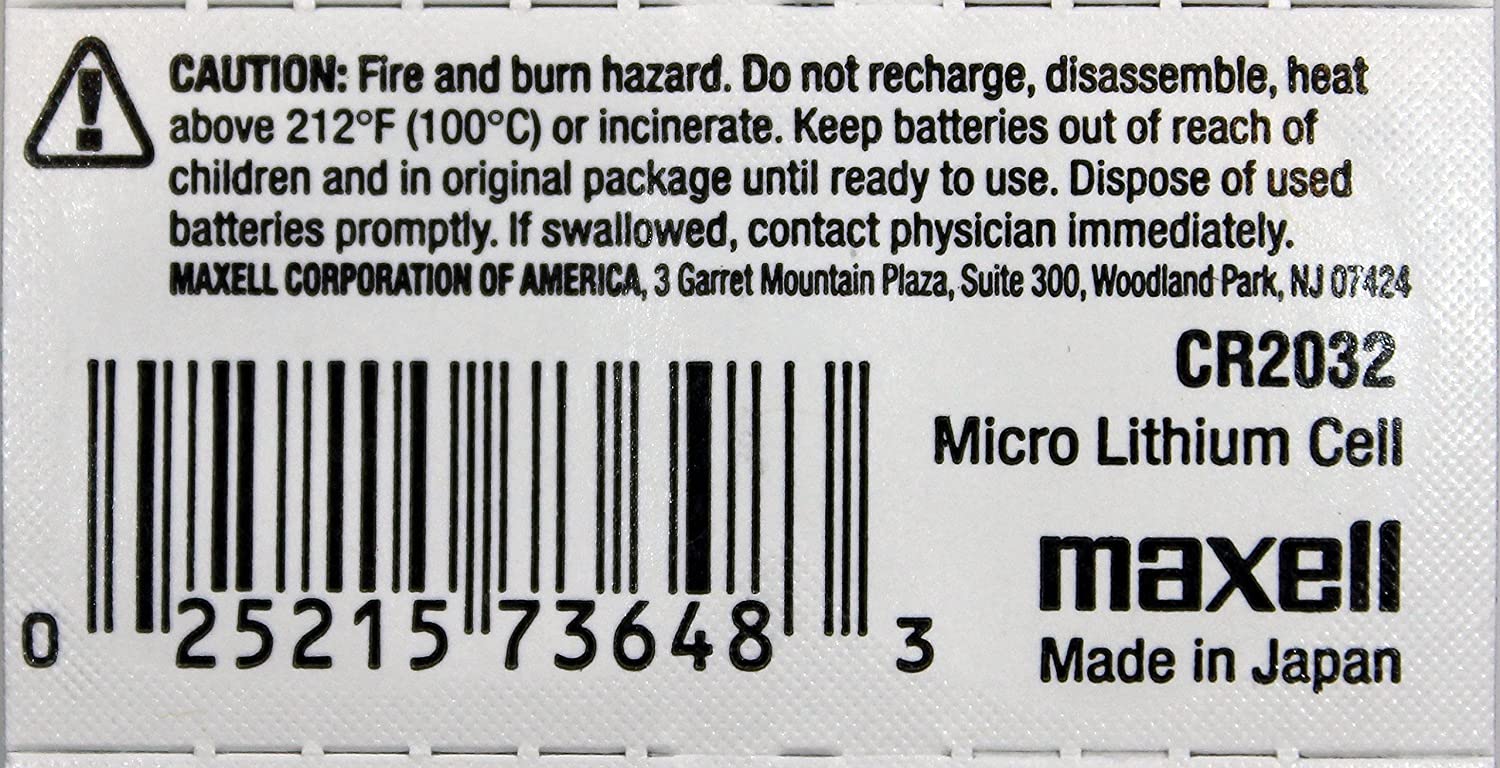 CAUTION: Fire and burn hazard. Do not recharge, disassemble, heat
above 212°F (100°C) or incinerate. Keep batteries out of reach of
children and in original package until ready to use. Dispose of used
batteries promptly. If swallowed, contact physician immediately.
MAXELL CORPORATION OF AMERICA, 3 Garret Mountain Plaza, Suite 300, Woodland Park, NJ 07424
CR2032
Micro Lithium Cell
maxell
Made in Japan
0 25215 73648 3